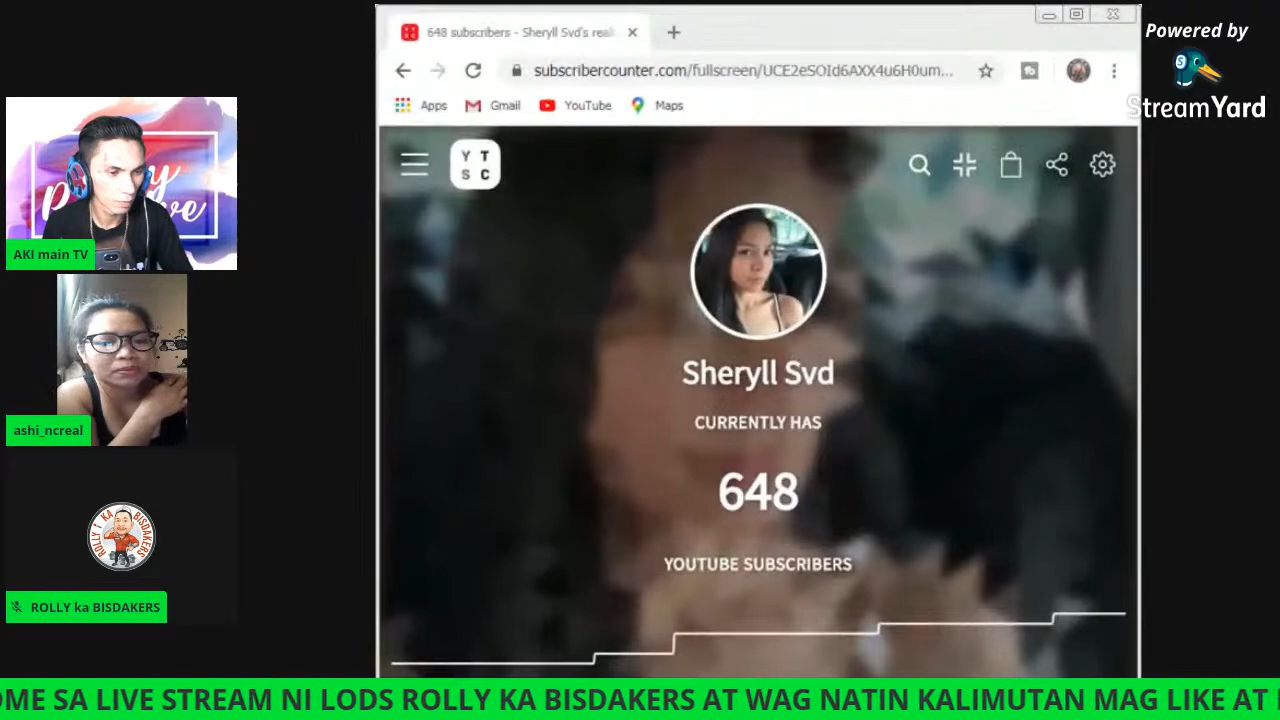 648 subscribers - Sheryll Svd's real
Powered by
StreamYard
subscribercounter.com/fullscreen/UCE2eSOId6AXX4u6H0um...
Apps Gmail YouTube Maps
Y T
S C
AKI main TV
Sheryll Svd
CURRENTLY HAS
ashi_ncreal
648
YOUTUBE SUBSCRIBERS
ROLLY ka BISDAKERS
OME SA LIVE STREAM NI LODS ROLLY KA BISDAKERS AT WAG NATIN KALIMUTAN MAG LIKE AT